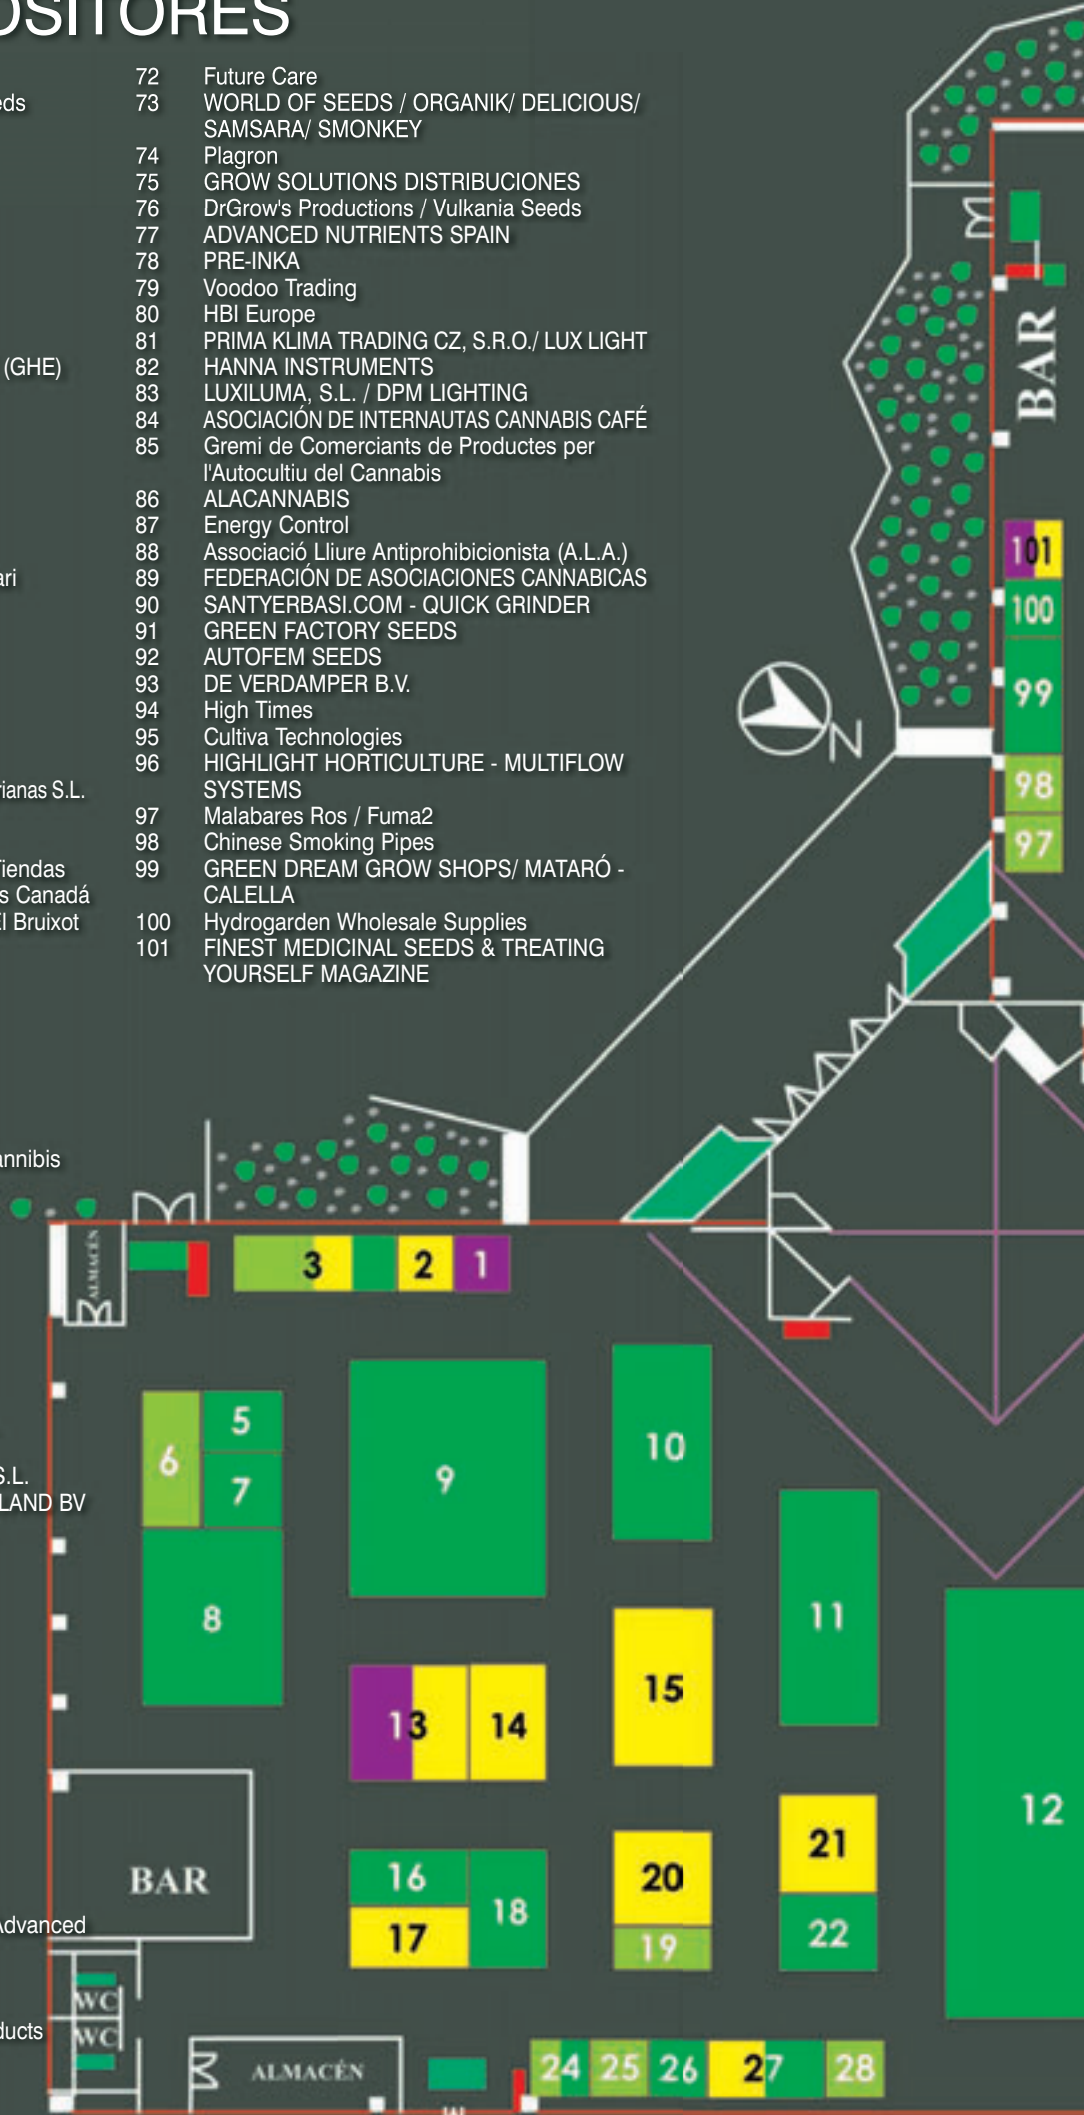 OSITORES
eds
(GHE)
ari
rianas S.L.
Tiendas
s Canadá
El Bruixot
annibis
S.L.
LAND BV
Advanced
ducts
72 Future Care
73 WORLD OF SEEDS / ORGANIK/ DELICIOUS/
SAMSARA/ SMONKEY
74 Plagron
75 GROW SOLUTIONS DISTRIBUCIONES
76 DrGrow's Productions / Vulkania Seeds
77 ADVANCED NUTRIENTS SPAIN
78 PRE-INKA
79 Voodoo Trading
80 HBI Europe
81 PRIMA KLIMA TRADING CZ, S.R.O./ LUX LIGHT
82 HANNA INSTRUMENTS
83 LUXILUMA, S.L. / DPM LIGHTING
84 ASOCIACIÓN DE INTERNAUTAS CANNABIS CAFÉ
85 Gremi de Comerciants de Productes per
l'Autocultiu del Cannabis
86 ALACANNABIS
87 Energy Control
88 Associació Lliure Antiprohibicionista (A.L.A.)
89 FEDERACIÓN DE ASOCIACIONES CANNABICAS
90 SANTYERBASI.COM - QUICK GRINDER
91 GREEN FACTORY SEEDS
92 AUTOFEM SEEDS
93 DE VERDAMPER B.V.
94 High Times
95 Cultiva Technologies
96 HIGHLIGHT HORTICULTURE - MULTIFLOW
SYSTEMS
97 Malabares Ros / Fuma2
98 Chinese Smoking Pipes
99 GREEN DREAM GROW SHOPS/ MATARÓ -
CALELLA
100 Hydrogarden Wholesale Supplies
101 FINEST MEDICINAL SEEDS & TREATING
YOURSELF MAGAZINE
BAR
101
100
99
98
97
N
ALMACÉN
3 2 1
5
6
7
8
9
10
11
12
13 14
15
16
17
18
20
19
21
22
BAR
WC
WC
ALMACÉN
24 25 26 27 28